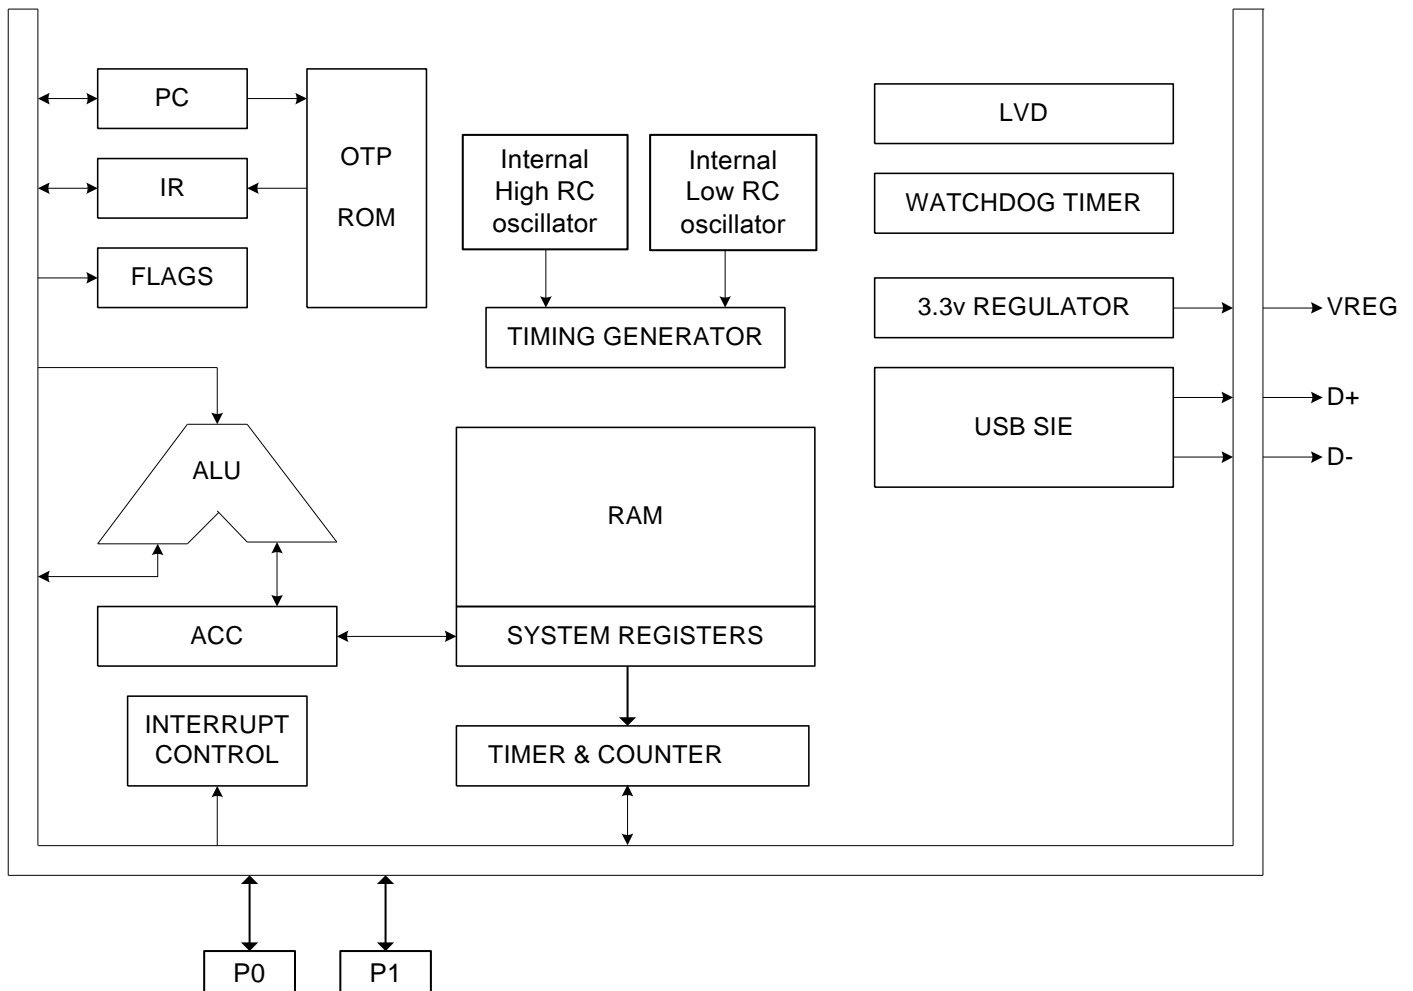 PC
IR
FLAGS
OTP
ROM
Internal
High RC
oscillator
Internal
Low RC
oscillator
TIMING GENERATOR
LVD
WATCHDOG TIMER
3.3v REGULATOR
USB SIE
VREG
D+
D-
ALU
ACC
RAM
SYSTEM REGISTERS
INTERRUPT
CONTROL
TIMER & COUNTER
P0
P1